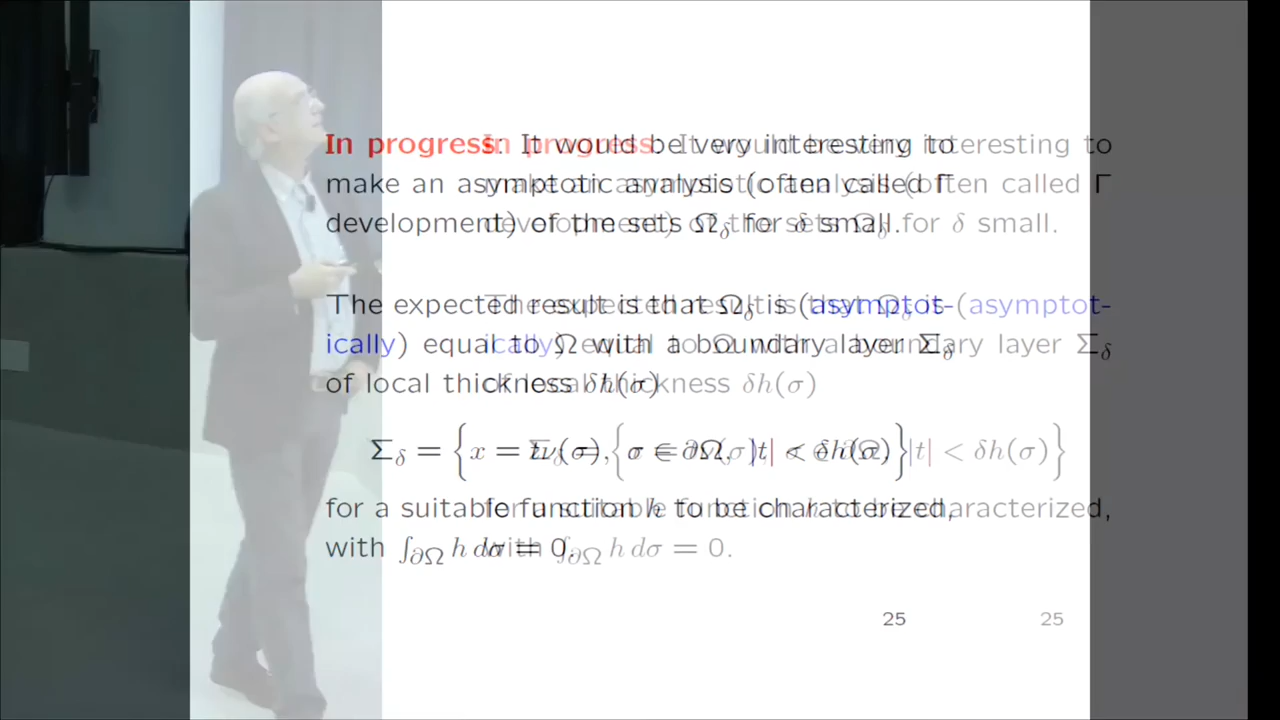 In progress: It would be very interesting to
make an asymptotic analysis (often called Γ
development) of the sets Ω_δ for δ small.
The expected result is that Ω_δ is (asymptot-
ically) equal to Ω with a boundary layer Σ_δ
of local thickness δh(σ)
Σ_δ = {x = tν(σ), σ ∈ ∂Ω, |t| < δh(σ)}
for a suitable function h to be characterized,
with ∫_∂Ω h dσ = 0.
25